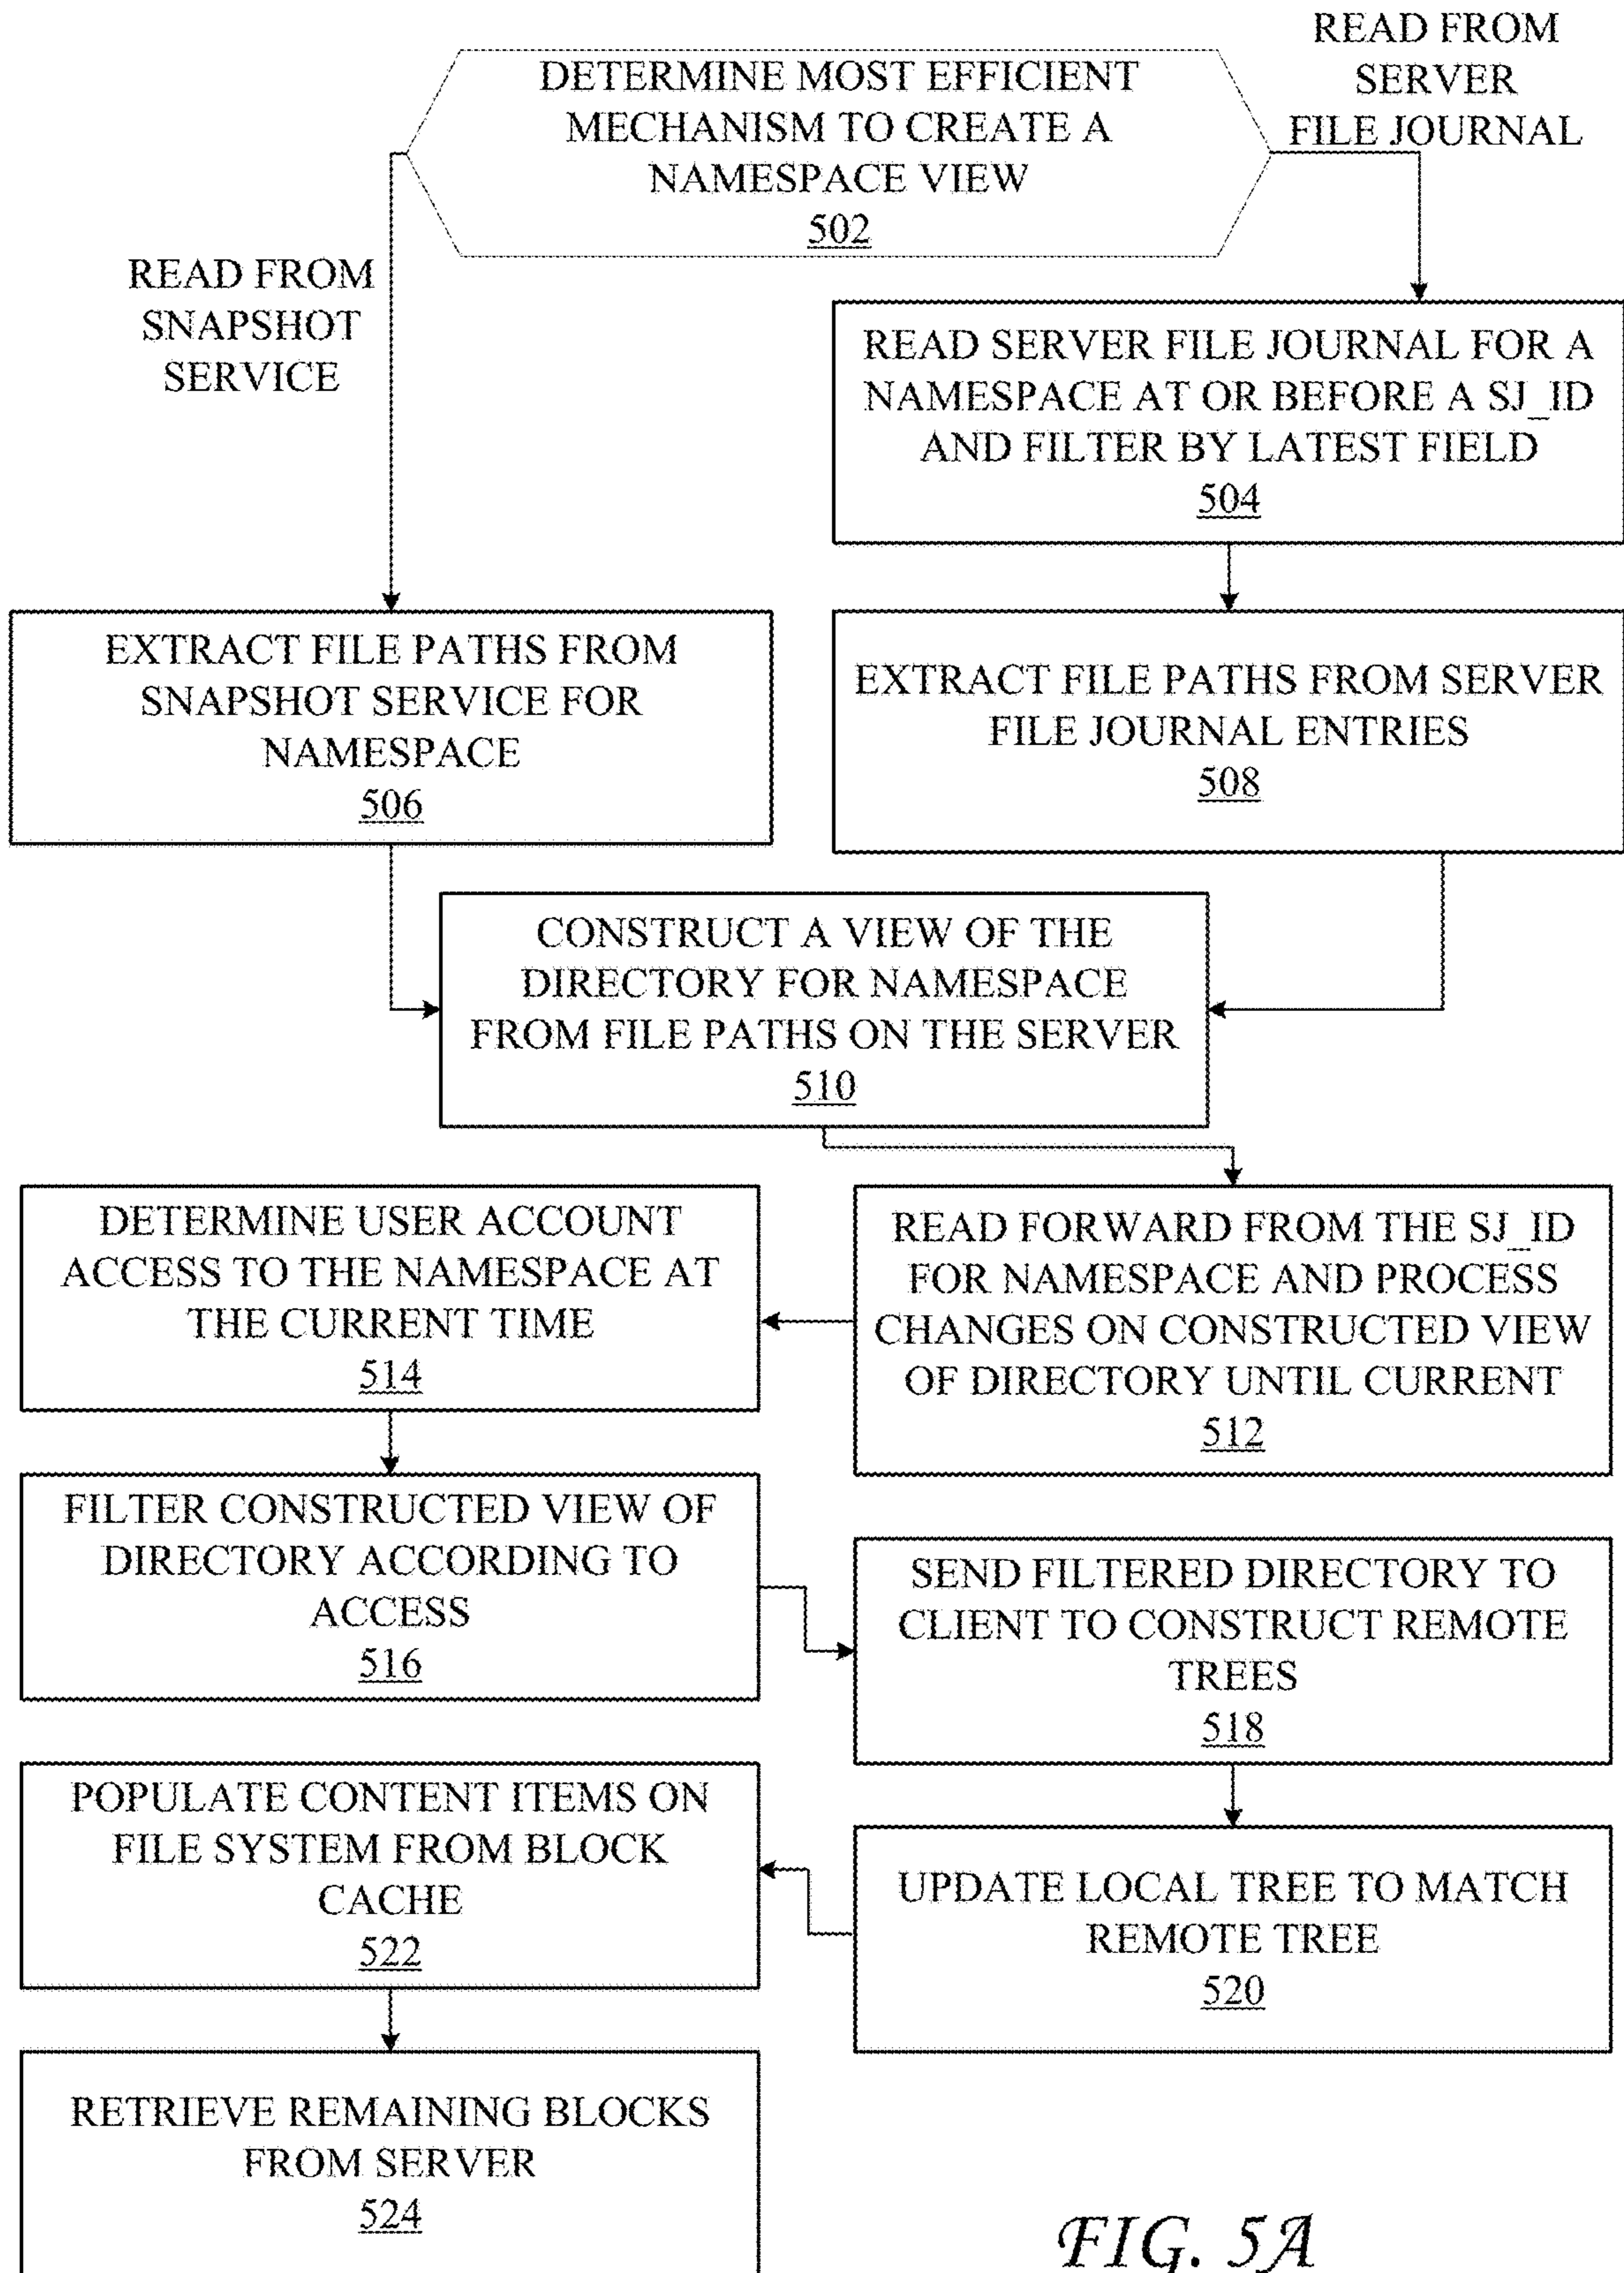 READ FROM
SERVER
FILE JOURNAL
DETERMINE MOST EFFICIENT
MECHANISM TO CREATE A
NAMESPACE VIEW
502
READ FROM
SNAPSHOT
SERVICE
READ SERVER FILE JOURNAL FOR A
NAMESPACE AT OR BEFORE A SJ_ID
AND FILTER BY LATEST FIELD
504
EXTRACT FILE PATHS FROM
SNAPSHOT SERVICE FOR
NAMESPACE
506
EXTRACT FILE PATHS FROM SERVER
FILE JOURNAL ENTRIES
508
CONSTRUCT A VIEW OF THE
DIRECTORY FOR NAMESPACE
FROM FILE PATHS ON THE SERVER
510
READ FORWARD FROM THE SJ_ID
FOR NAMESPACE AND PROCESS
CHANGES ON CONSTRUCTED VIEW
OF DIRECTORY UNTIL CURRENT
512
DETERMINE USER ACCOUNT
ACCESS TO THE NAMESPACE AT
THE CURRENT TIME
514
FILTER CONSTRUCTED VIEW OF
DIRECTORY ACCORDING TO
ACCESS
516
SEND FILTERED DIRECTORY TO
CLIENT TO CONSTRUCT REMOTE
TREES
518
UPDATE LOCAL TREE TO MATCH
REMOTE TREE
520
POPULATE CONTENT ITEMS ON
FILE SYSTEM FROM BLOCK
CACHE
522
RETRIEVE REMAINING BLOCKS
FROM SERVER
524
FIG. 5A